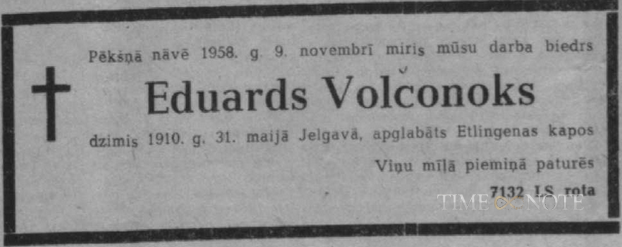 Pēkšņā nāvē 1958. g. 9. novembrī miris mūsu darba biedrs
Eduards Volčonoks
dzimis 1910. g. 31. maijā Jelgavā, apglabāts Etlingenas kapos
Viņu mīļā piemiņā paturēs
7132 LS rota
TIME NOTE